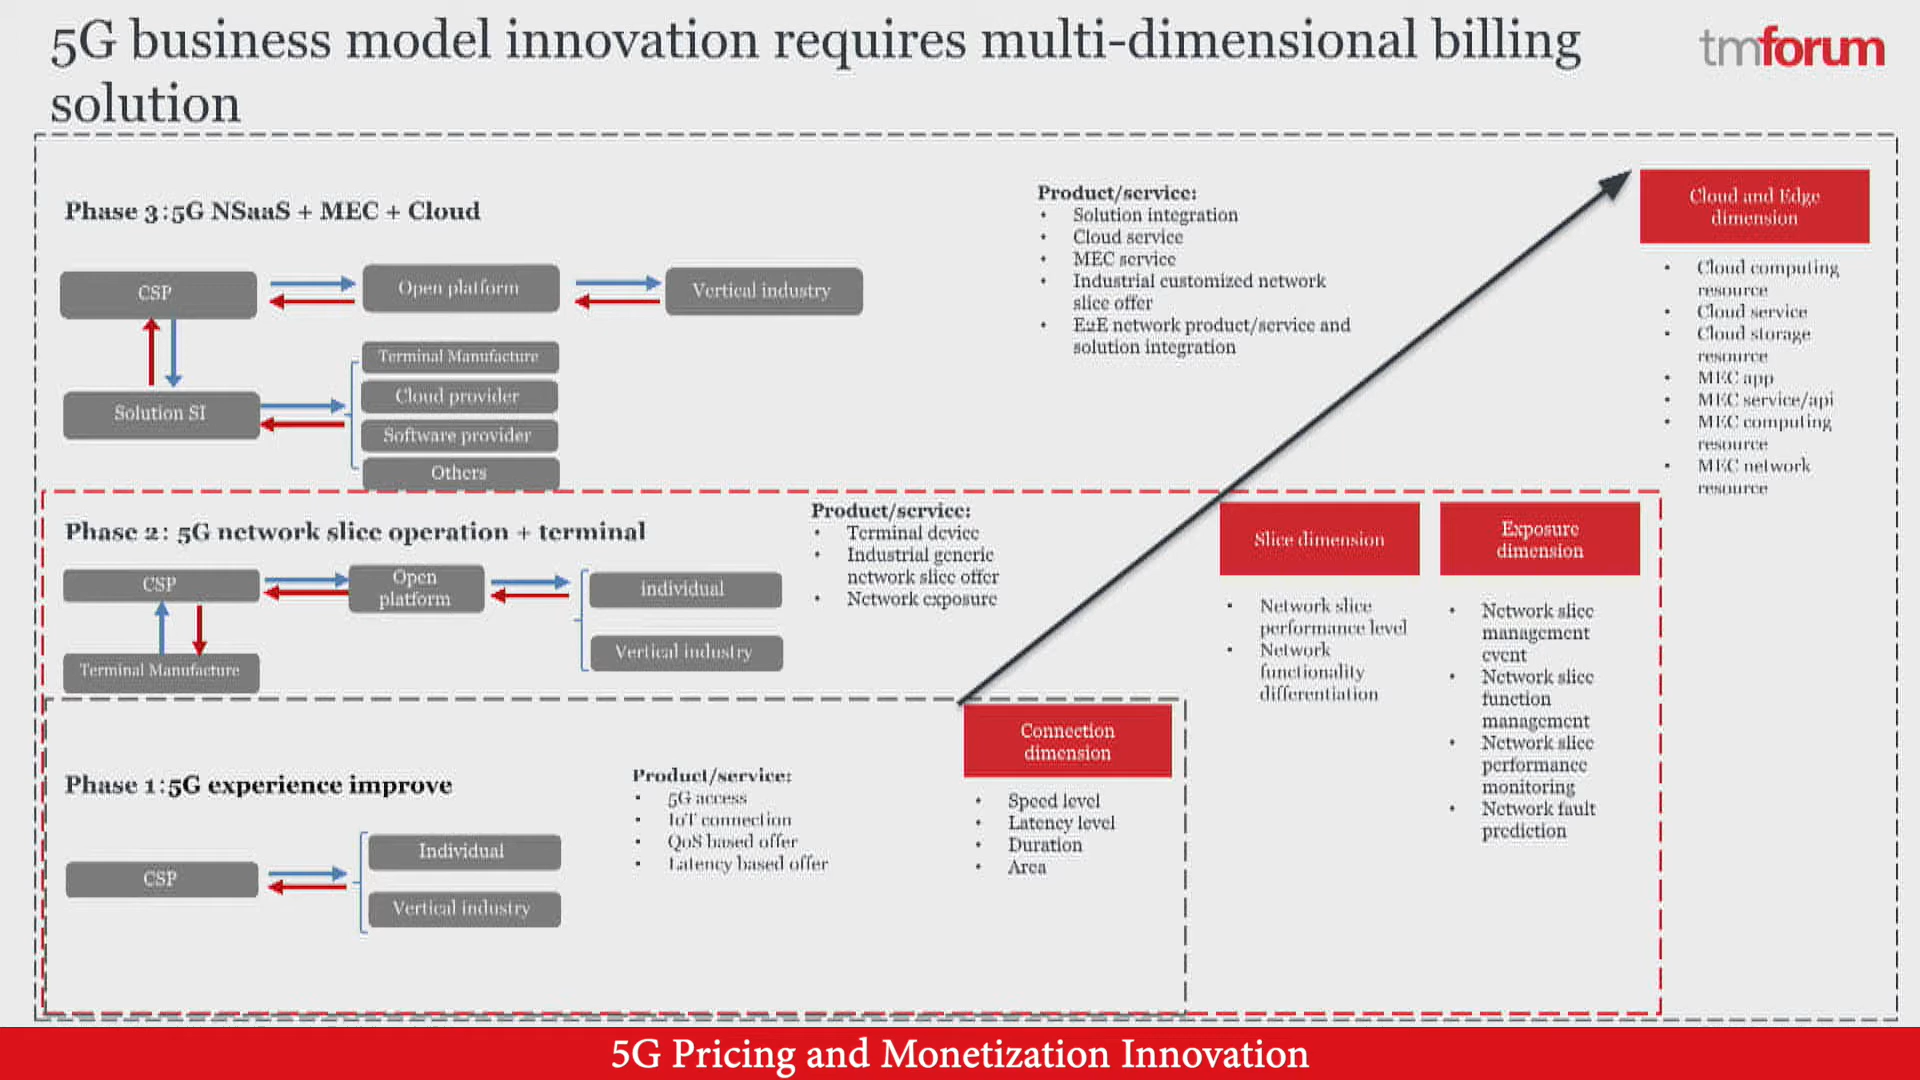 5G business model innovation requires multi-dimensional billing
solution
tmforum
Phase 3:5G NSaaS + MEC + Cloud
CSP
Open platform
Vertical industry
Solution SI
Terminal Manufacture
Cloud provider
Software provider
Others
Product/service:
• Solution integration
• Cloud service
• MEC service
• Industrial customized network
slice offer
• E2E network product/service and
solution integration
Cloud and Edge
dimension
• Cloud computing
resource
• Cloud service
• Cloud storage
resource
• MEC app
• MEC service/api
• MEC computing
resource
• MEC network
resource
Phase 2: 5G network slice operation + terminal
CSP
Open
platform
individual
Vertical industry
Terminal Manufacture
Product/service:
• Terminal device
• Industrial generic
network slice offer
• Network exposure
Slice dimension
• Network slice
performance level
• Network
functionality
differentiation
Exposure
dimension
• Network slice
management
event
• Network slice
function
management
• Network slice
performance
monitoring
• Network fault
prediction
Phase 1:5G experience improve
CSP
Individual
Vertical industry
Product/service:
• 5G access
• IoT connection
• QoS based offer
• Latency based offer
Connection
dimension
• Speed level
• Latency level
• Duration
• Area
5G Pricing and Monetization Innovation